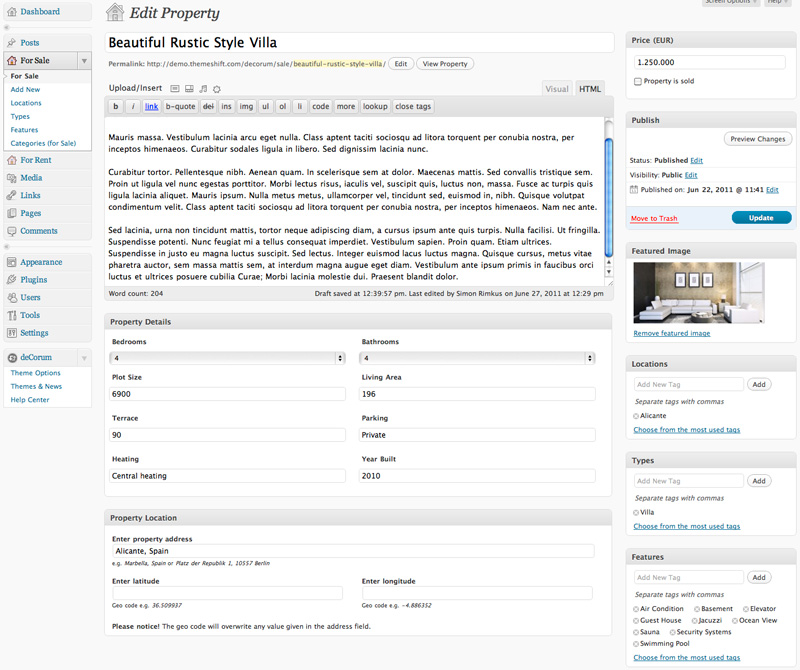 Dashboard
Posts
For Sale
For Sale
Add New
Locations
Types
Features
Categories (for Sale)
For Rent
Media
Links
Pages
Comments
Appearance
Plugins
Users
Tools
Settings
deCorum
Theme Options
Themes & News
Help Center
Screen Options
Help
Edit Property
Beautiful Rustic Style Villa
Permalink: http://demo.themeshift.com/decorum/sale/beautiful-rustic-style-villa/ Edit View Property
Upload/Insert
Visual HTML
b i link b-quote del ins img ul ol li code more lookup close tags
Mauris massa. Vestibulum lacinia arcu eget nulla. Class aptent taciti sociosqu ad litora torquent per conubia nostra, per
inceptos himenaeos. Curabitur sodales ligula in libero. Sed dignissim lacinia nunc.
Curabitur tortor. Pellentesque nibh. Aenean quam. In scelerisque sem at dolor. Maecenas mattis. Sed convallis tristique sem.
Proin ut ligula vel nunc egestas porttitor. Morbi lectus risus, iaculis vel, suscipit quis, luctus non, massa. Fusce ac turpis quis
ligula lacinia aliquet. Mauris ipsum. Nulla metus metus, ullamcorper vel, tincidunt sed, euismod in, nibh. Quisque volutpat
condimentum velit. Class aptent taciti sociosqu ad litora torquent per conubia nostra, per inceptos himenaeos. Nam nec ante.
Sed lacinia, urna non tincidunt mattis, tortor neque adipiscing diam, a cursus ipsum ante quis turpis. Nulla facilisi. Ut fringilla.
Suspendisse potenti. Nunc feugiat mi a tellus consequat imperdiet. Vestibulum sapien. Proin quam. Etiam ultrices.
Suspendisse in justo eu magna luctus suscipit. Sed lectus. Integer euismod lacus luctus magna. Quisque cursus, metus vitae
pharetra auctor, sem massa mattis sem, at interdum magna augue eget diam. Vestibulum ante ipsum primis in faucibus orci
luctus et ultrices posuere cubilia Curae; Morbi lacinia molestie dui. Praesent blandit dolor.
Word count: 204
Draft saved at 12:39:57 pm. Last edited by Simon Rimkus on June 27, 2011 at 12:29 pm
Property Details
Bedrooms
4
Bathrooms
4
Plot Size
6900
Living Area
196
Terrace
90
Parking
Private
Heating
Central heating
Year Built
2010
Property Location
Enter property address
Alicante, Spain
e.g. Marbella, Spain or Platz der Republik 1, 10557 Berlin
Enter latitude
Geo code e.g. 36.509937
Enter longitude
Geo code e.g. -4.886352
Please notice! The geo code will overwrite any value given in the address field.
Price (EUR)
1.250.000
Property is sold
Publish
Preview Changes
Status: Published Edit
Visibility: Public Edit
Published on: Jun 22, 2011 @ 11:41 Edit
Move to Trash
Update
Featured Image
Remove featured image
Locations
Add New Tag Add
Separate tags with commas
Alicante
Choose from the most used tags
Types
Add New Tag Add
Separate tags with commas
Villa
Choose from the most used tags
Features
Add New Tag Add
Separate tags with commas
Air Condition Basement Elevator
Guest House Jacuzzi Ocean View
Sauna Security Systems
Swimming Pool
Choose from the most used tags